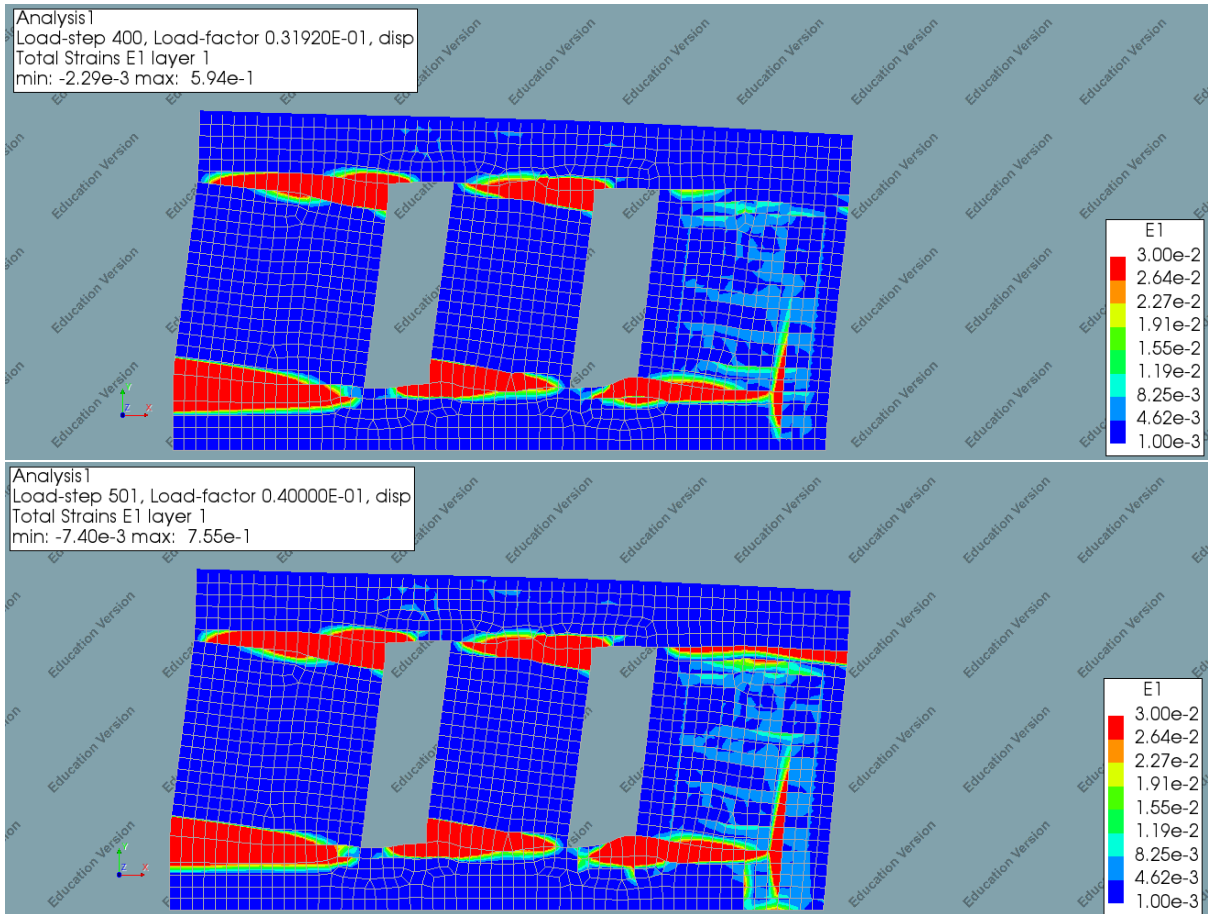 Analysis1
Load-step 400, Load-factor 0.31920E-01, disp
Total Strains E1 layer 1
min: -2.29e-3 max: 5.94e-1
Education Version
E1
3.00e-2
2.64e-2
2.27e-2
1.91e-2
1.55e-2
1.19e-2
8.25e-3
4.62e-3
1.00e-3
Y
Z X
Analysis1
Load-step 501, Load-factor 0.40000E-01, disp
Total Strains E1 layer 1
min: -7.40e-3 max: 7.55e-1
Education Version
E1
3.00e-2
2.64e-2
2.27e-2
1.91e-2
1.55e-2
1.19e-2
8.25e-3
4.62e-3
1.00e-3
Y
Z X